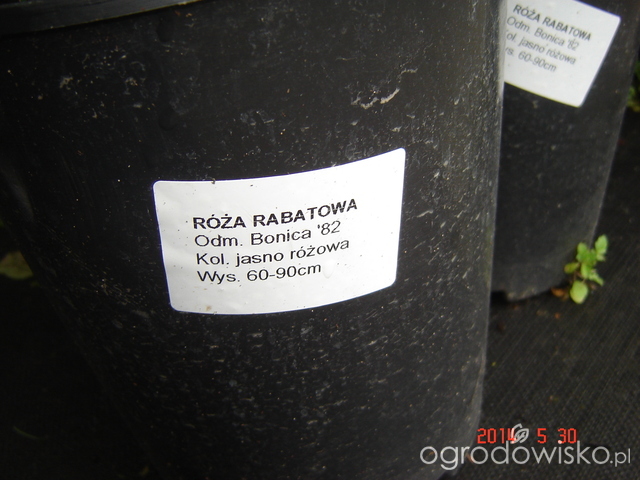 RÓŻA RABATOWA
Odm. Bonica '82
Kol. jasno różowa
Wys. 60-90cm
RÓŻA RABATOWA
Odm. Bonica '82
Kol. jasno różowa
Wys. 60-90cm
2014 5 30
ogrodowisko.pl